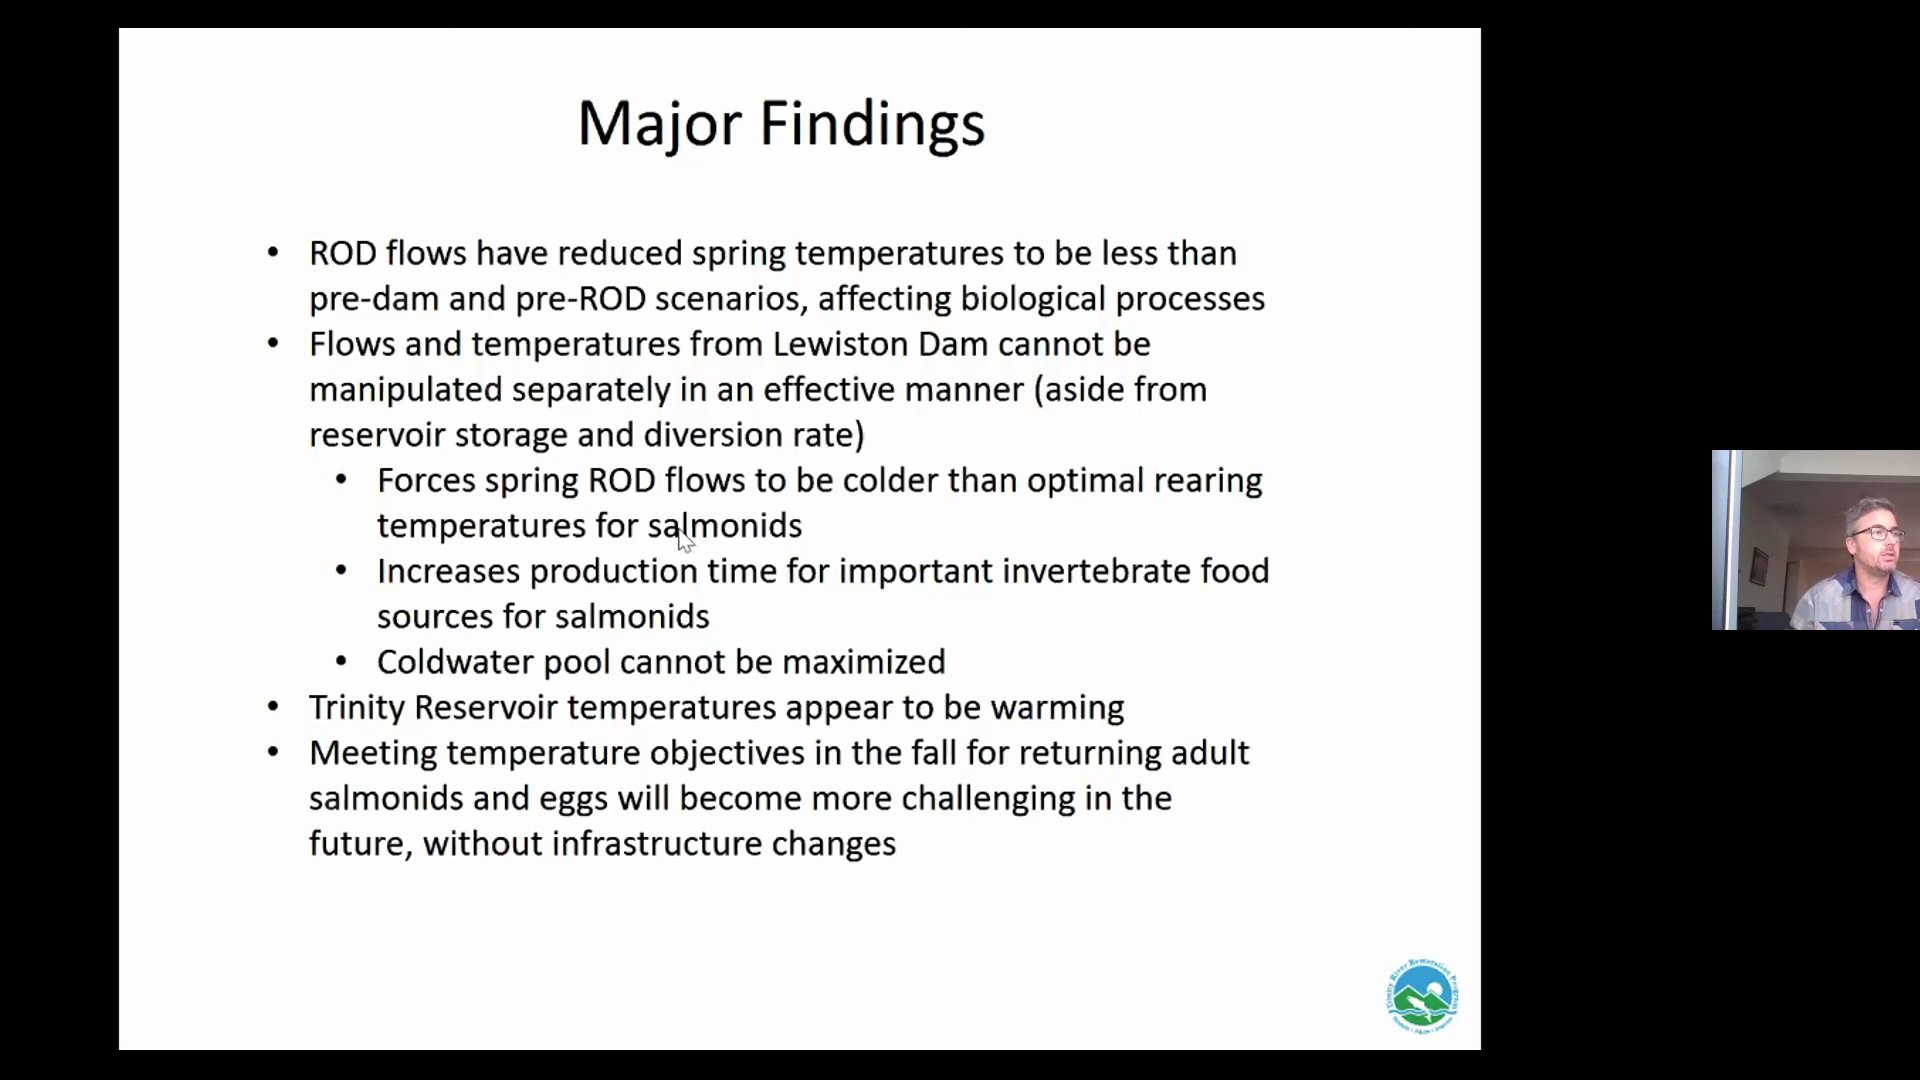 Major Findings
• ROD flows have reduced spring temperatures to be less than
pre-dam and pre-ROD scenarios, affecting biological processes
• Flows and temperatures from Lewiston Dam cannot be
manipulated separately in an effective manner (aside from
reservoir storage and diversion rate)
• Forces spring ROD flows to be colder than optimal rearing
temperatures for salmonids
• Increases production time for important invertebrate food
sources for salmonids
• Coldwater pool cannot be maximized
• Trinity Reservoir temperatures appear to be warming
• Meeting temperature objectives in the fall for returning adult
salmonids and eggs will become more challenging in the
future, without infrastructure changes
Trinity River Restoration Program